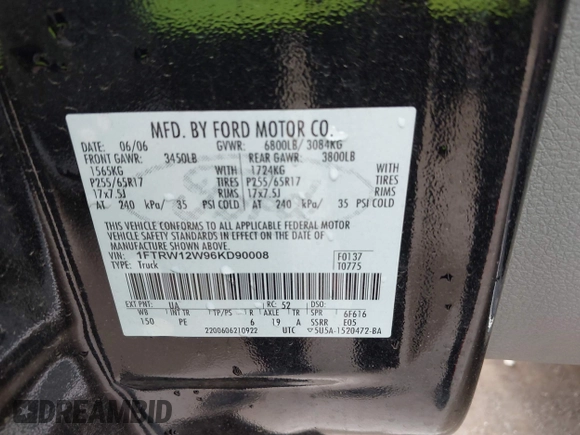 MFD. BY FORD MOTOR CO.
DATE: 06/06 GVWR: 6800LB/ 3084KG
FRONT GAWR: 3450LB REAR GAWR: 3800LB
1565KG WITH 1724KG WITH
P255/65R17 TIRES P255/65R17 TIRES
17x7.5J RIMS 17x7.5J RIMS
AT 240 kPa/ 35 PSI COLD AT 240 kPa/ 35 PSI COLD
THIS VEHICLE CONFORMS TO ALL APPLICABLE FEDERAL MOTOR
VEHICLE SAFETY STANDARDS IN EFFECT ON THE DATE OF
MANUFACTURE SHOWN ABOVE.
VIN: 1FTRW12W96KD90008 F0137
TYPE: Truck T0775
EXT PNT: UA RC: 52 DSO:
WB INT TR TP/PS R AXLE TR SPR 6F616
150 PE 6 19 A SSRR E05
2200606210922 UTC 5U5A-1520472-BA
DREAMBID